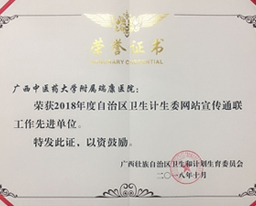 荣誉证书
HONORARY CREDENTIAL
广西中医药大学附属瑞康医院：
荣获2018年度自治区卫生计生委网站宣传通联
工作先进单位。
特发此证，以资鼓励。
广西壮族自治区卫生和计划生育委员会
二〇一八年十月